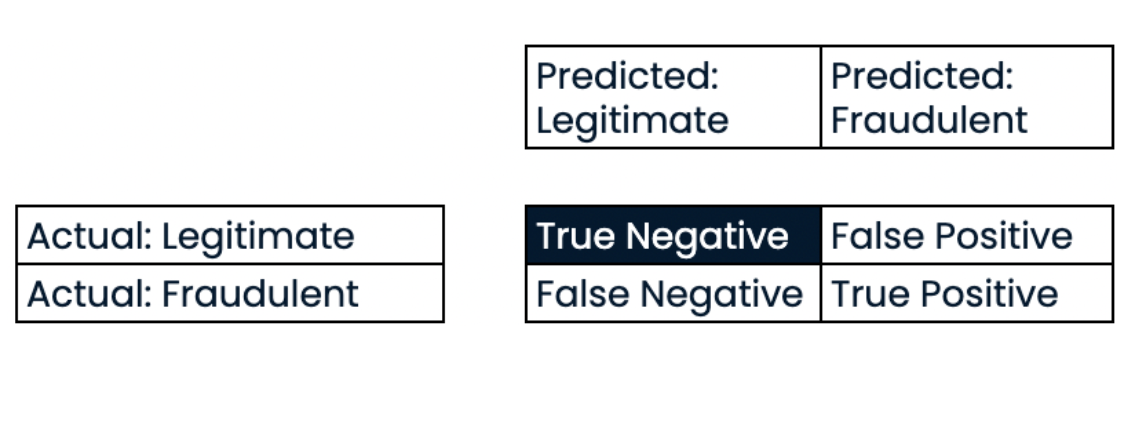 Predicted: Predicted:
Legitimate Fraudulent
Actual: Legitimate True Negative False Positive
Actual: Fraudulent False Negative True Positive